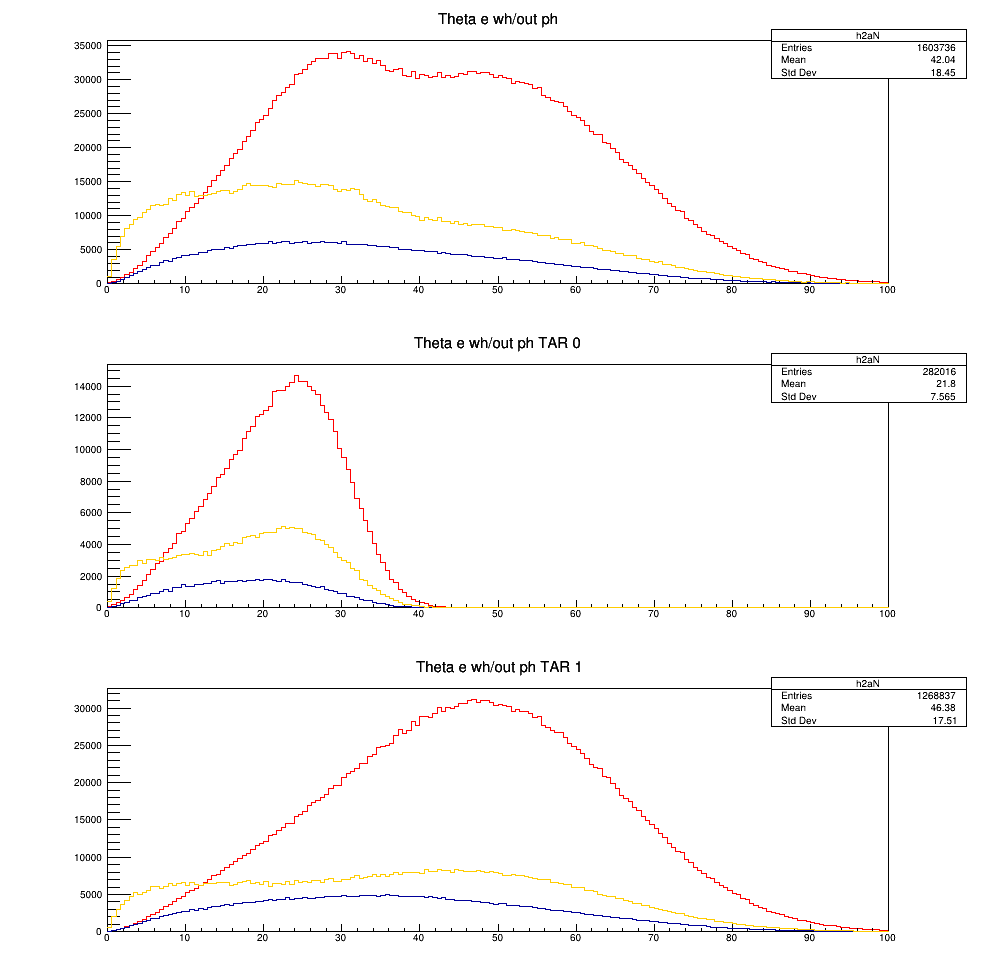 Theta e wh/out ph
h2aN
Entries 1603736
Mean 42.04
Std Dev 18.45
35000
30000
25000
20000
15000
10000
5000
0
0 10 20 30 40 50 60 70 80 90 100
Theta e wh/out ph TAR 0
h2aN
Entries 282016
Mean 21.8
Std Dev 7.565
14000
12000
10000
8000
6000
4000
2000
0
0 10 20 30 40 50 60 70 80 90 100
Theta e wh/out ph TAR 1
h2aN
Entries 1268837
Mean 46.38
Std Dev 17.51
30000
25000
20000
15000
10000
5000
0
0 10 20 30 40 50 60 70 80 90 100